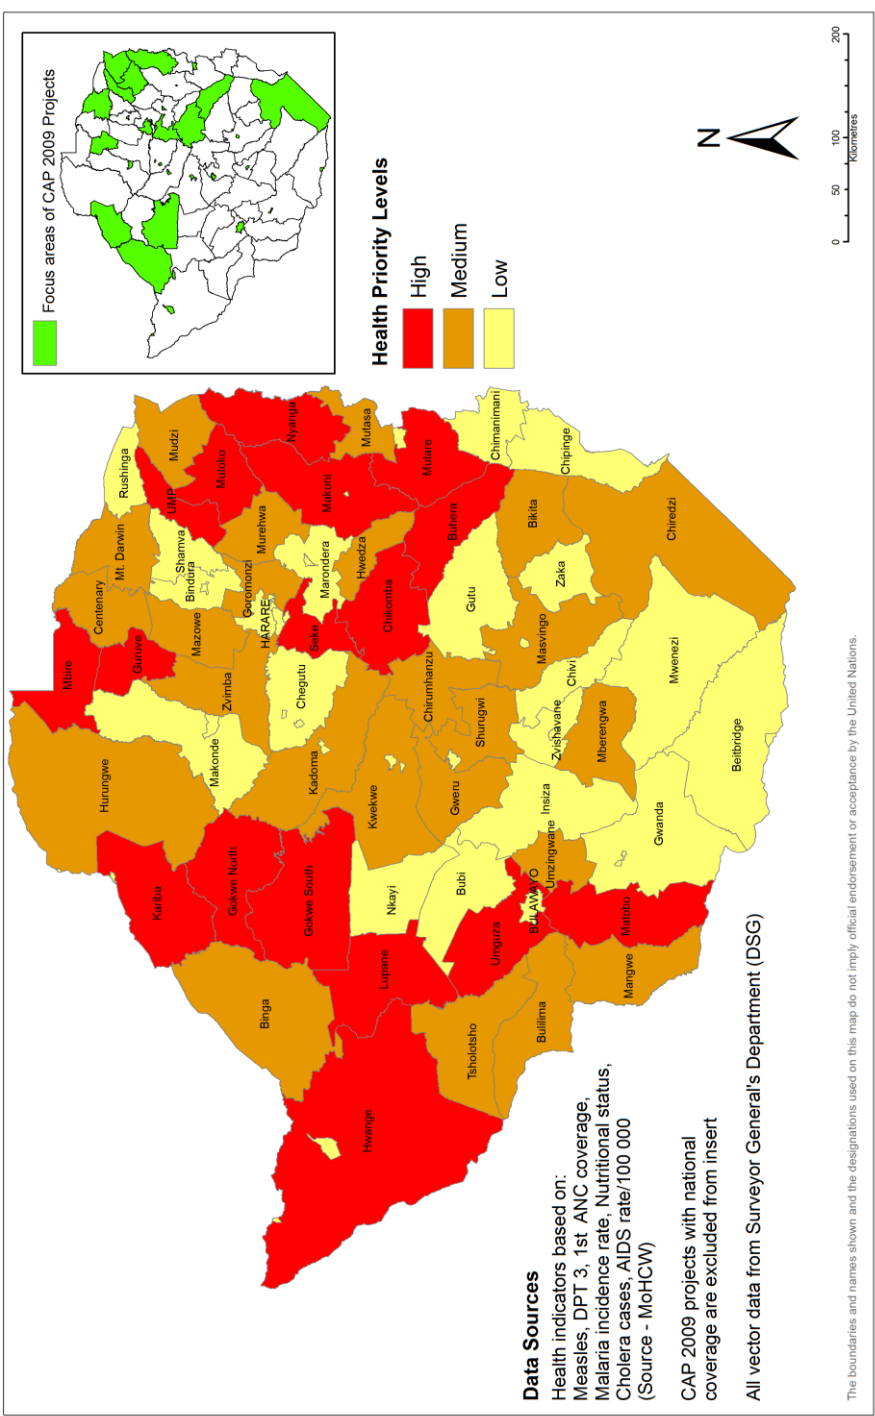 Focus areas of CAP 2009 Projects
Health Priority Levels
High
Medium
Low
N
0
50
100
200
Kilometres
Hurungwe
Mbire
Centenary
Mt. Darwin
Rushinga
Guruve
Mudzi
UMP
Shamva
Bindura
Mazowe
Mutoko
Makonde
Zvimba
Murehwa
Goromonzi
HARARE
Nyanga
Kariba
Gokwe North
Chegutu
Seke
Marondera
Makoni
Mutasa
Kadoma
Hwedza
Gokwe South
Binga
Chikomba
Mutare
Kwekwe
Chirumhanzu
Buhera
Nkayi
Lupane
Hwange
Gweru
Shurugwi
Gutu
Chimanimani
Bubi
Umguza
Tsholotsho
Bikita
Chipinge
Masvingo
Zaka
Insiza
Zvishavane
Chivi
BULAWAYO
Umzingwane
Bulilima
Mberengwa
Mangwe
Matobo
Gwanda
Mwenezi
Chiredzi
Beitbridge
Data Sources
Health indicators based on:
Measles, DPT 3, 1st ANC coverage,
Malaria incidence rate, Nutritional status,
Cholera cases, AIDS rate/100 000
(Source - MoHCW)
CAP 2009 projects with national
coverage are excluded from insert
All vector data from Surveyor General's Department (DSG)
The boundaries and names shown and the designations used on this map do not imply official endorsement or acceptance by the United Nations.